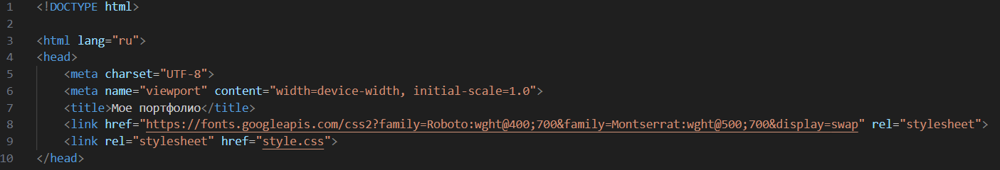 1 <!DOCTYPE html>
2
3 <html lang="ru">
4 <head>
5     <meta charset="UTF-8">
6     <meta name="viewport" content="width=device-width, initial-scale=1.0">
7     <title>Мое портфолио</title>
8     <link href="https://fonts.googleapis.com/css2?family=Roboto:wght@400;700&family=Montserrat:wght@500;700&display=swap" rel="stylesheet">
9     <link rel="stylesheet" href="style.css">
10 </head>